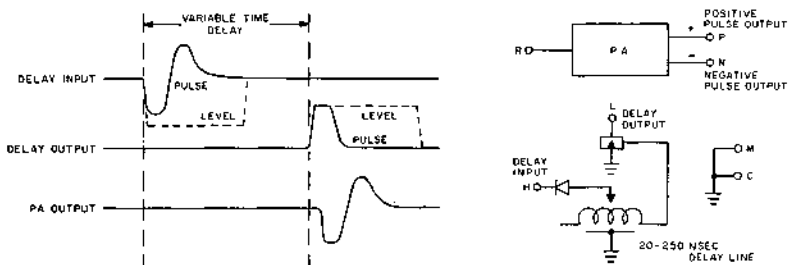 VARIABLE TIME
DELAY
DELAY INPUT
PULSE
LEVEL
DELAY OUTPUT
LEVEL
PULSE
PA OUTPUT
POSITIVE
PULSE OUTPUT
R
PA
+
P
-
N
NEGATIVE
PULSE OUTPUT
L
DELAY
OUTPUT
DELAY
INPUT
H
M
C
20-250 NSEC
DELAY LINE